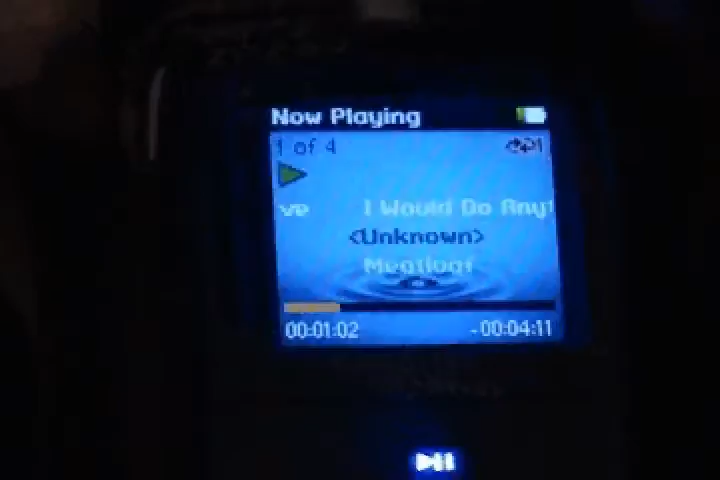 Now Playing
1 of 4
ve I Would Do Any
<Unknown>
Meatloaf
00:01:02 -00:04:11